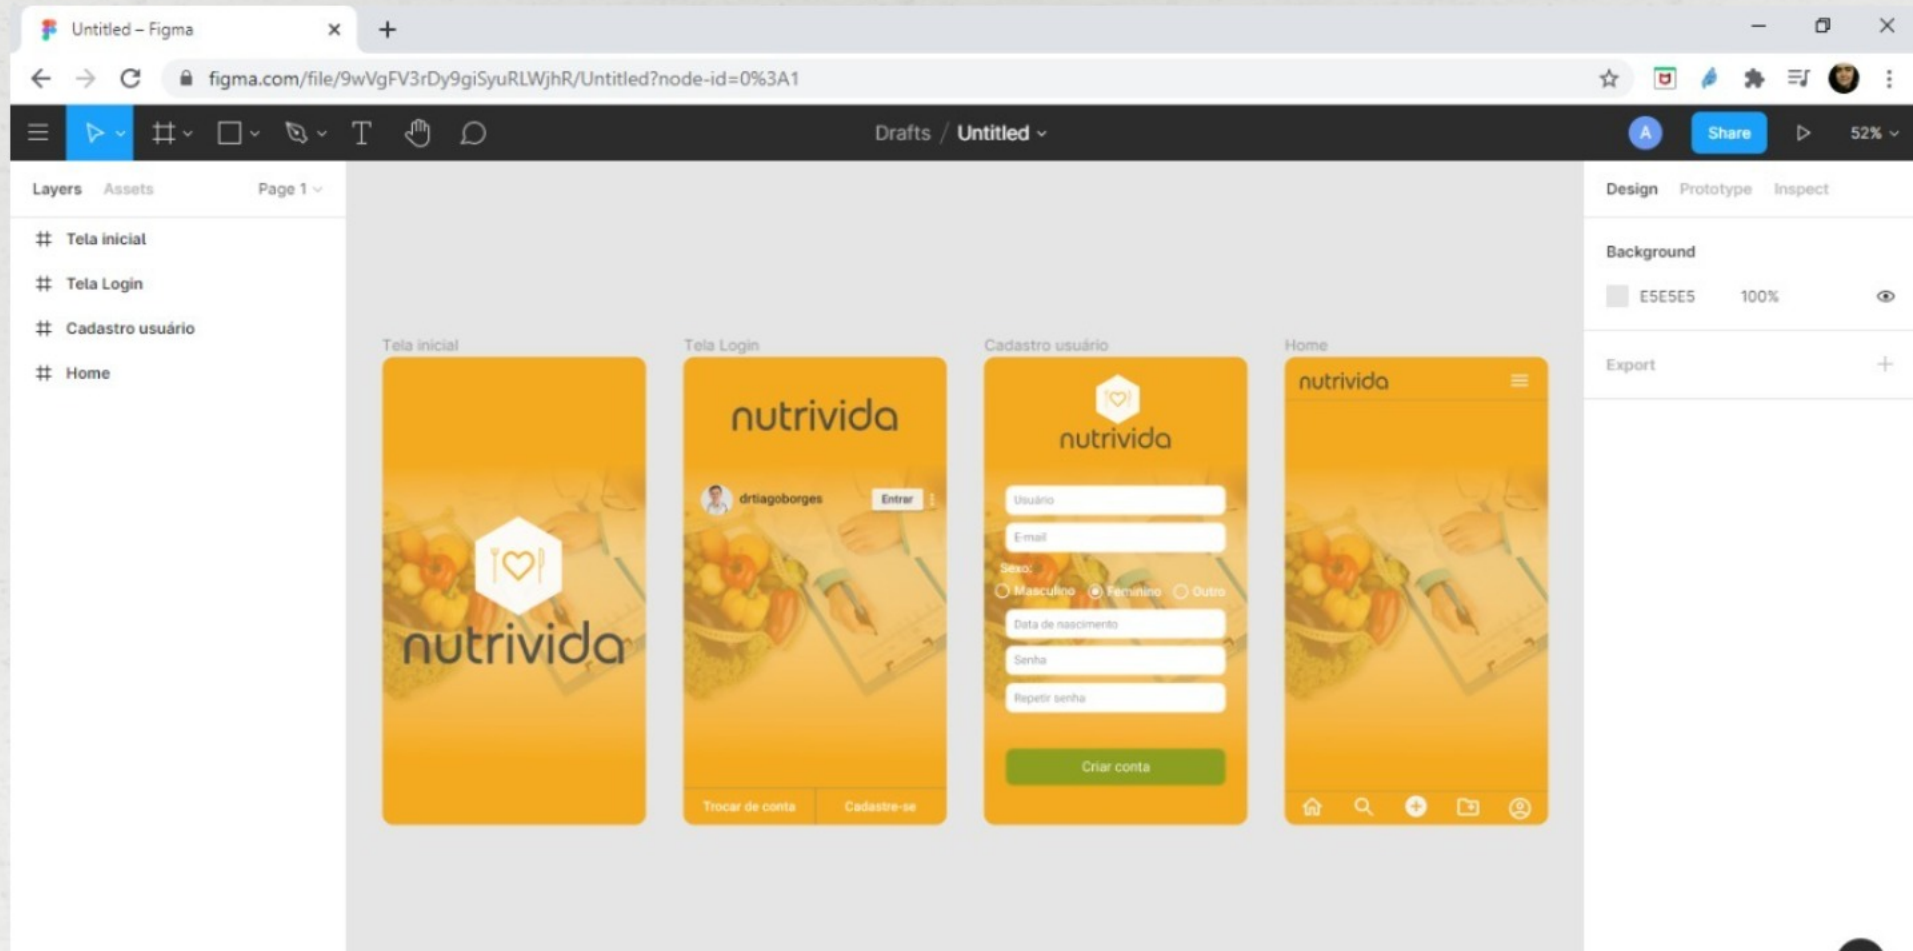 Untitled – Figma
figma.com/file/9wVgFV3rDy9giSyuRLWjhR/Untitled?node-id=0%3A1
Drafts / Untitled
A
Share
52%
Layers Assets Page 1
Tela inicial
Tela Login
Cadastro usuário
Home
Tela inicial
nutrivida
Tela Login
nutrivida
drtiagoborges Entrar
Trocar de conta Cadastre-se
Cadastro usuário
nutrivida
Usuário
E-mail
Sexo:
Masculino Feminino Outro
Data de nascimento
Senha
Repetir senha
Criar conta
Home
nutrivida
Design Prototype Inspect
Background
E5E5E5 100%
Export